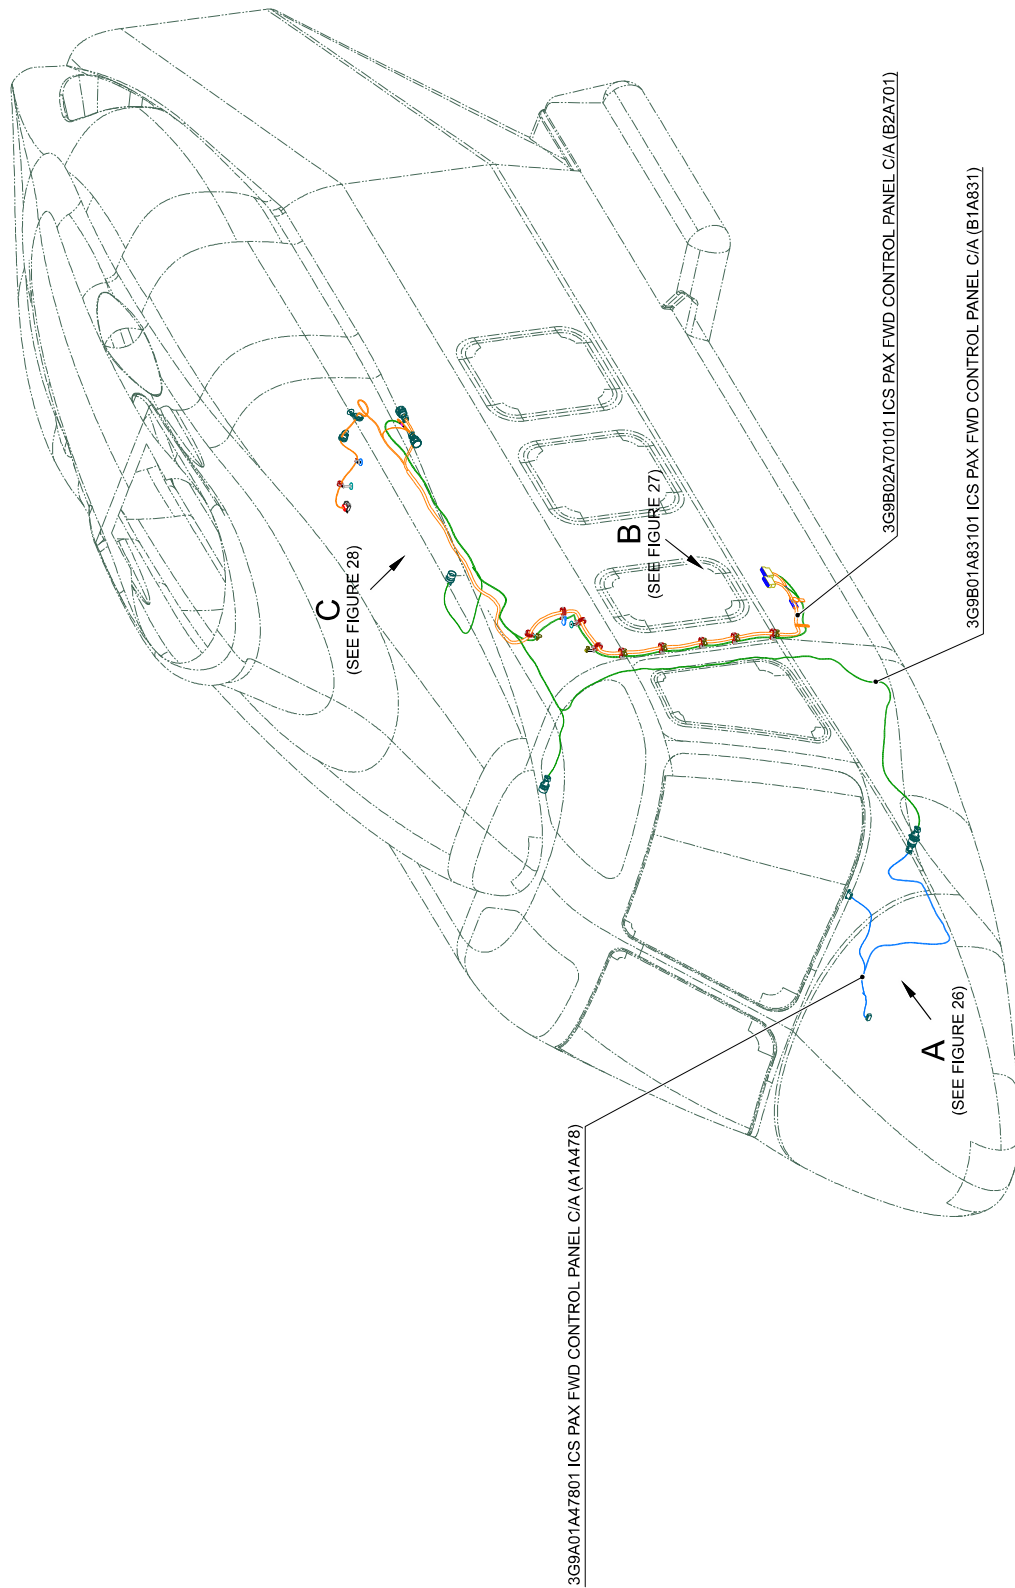 3G9B02A70101 ICS PAX FWD CONTROL PANEL C/A (B2A701)
3G9B01A83101 ICS PAX FWD CONTROL PANEL C/A (B1A831)
C
(SEE FIGURE 28)
B
(SEE FIGURE 27)
A
(SEE FIGURE 26)
3G9A01A47801 ICS PAX FWD CONTROL PANEL C/A (A1A478)